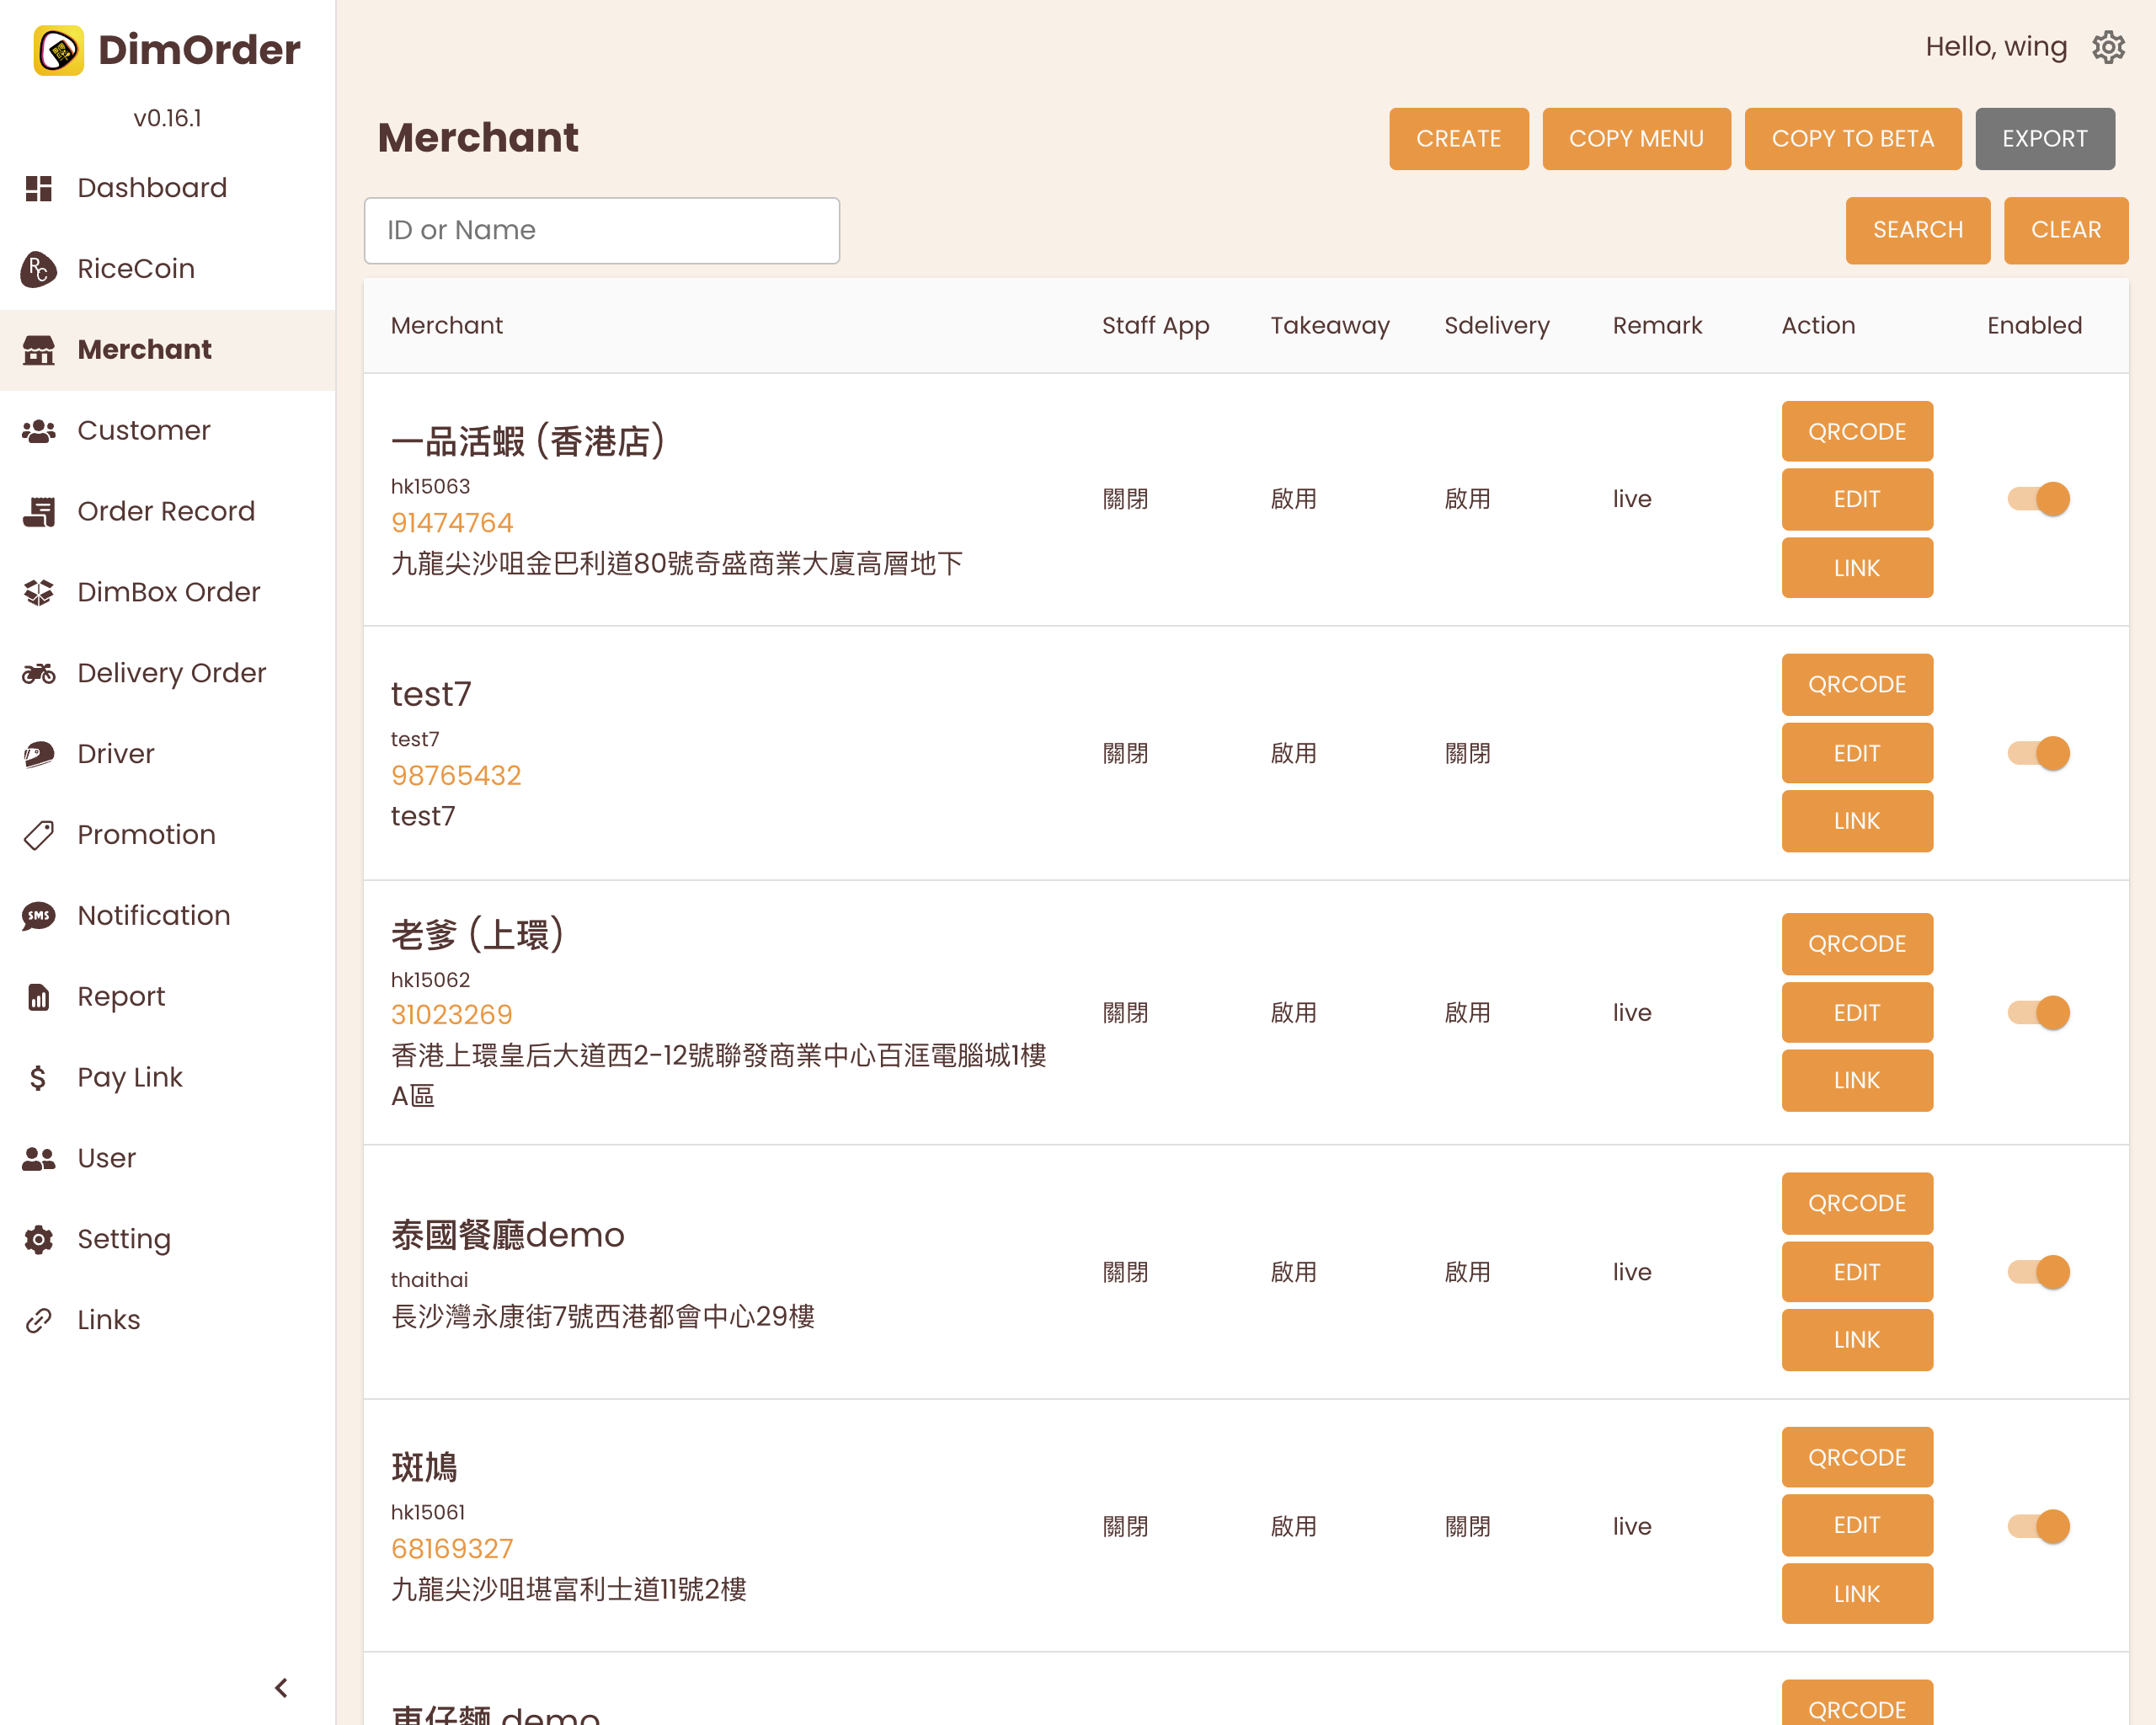 DimOrder
v0.16.1
Dashboard
RiceCoin
Merchant
Customer
Order Record
DimBox Order
Delivery Order
Driver
Promotion
SMS
Notification
Report
Pay Link
User
Setting
Links
Hello, wing
Merchant
CREATE
COPY MENU
COPY TO BETA
EXPORT
ID or Name
SEARCH
CLEAR
Merchant Staff App Takeaway Sdelivery Remark Action Enabled
一品活蝦 (香港店)
hk15063
91474764
九龍尖沙咀金巴利道80號奇盛商業大廈高層地下
關閉 啟用 啟用 live
QRCODE
EDIT
LINK
test7
test7
98765432
test7
關閉 啟用 關閉
QRCODE
EDIT
LINK
老爹 (上環)
hk15062
31023269
香港上環皇后大道西2-12號聯發商業中心百滙電腦城1樓
A區
關閉 啟用 啟用 live
QRCODE
EDIT
LINK
泰國餐廳demo
thaithai
長沙灣永康街7號西港都會中心29樓
關閉 啟用 啟用 live
QRCODE
EDIT
LINK
斑鳩
hk15061
68169327
九龍尖沙咀堪富利士道11號2樓
關閉 啟用 關閉 live
QRCODE
EDIT
LINK
車仔麵 demo
QRCODE